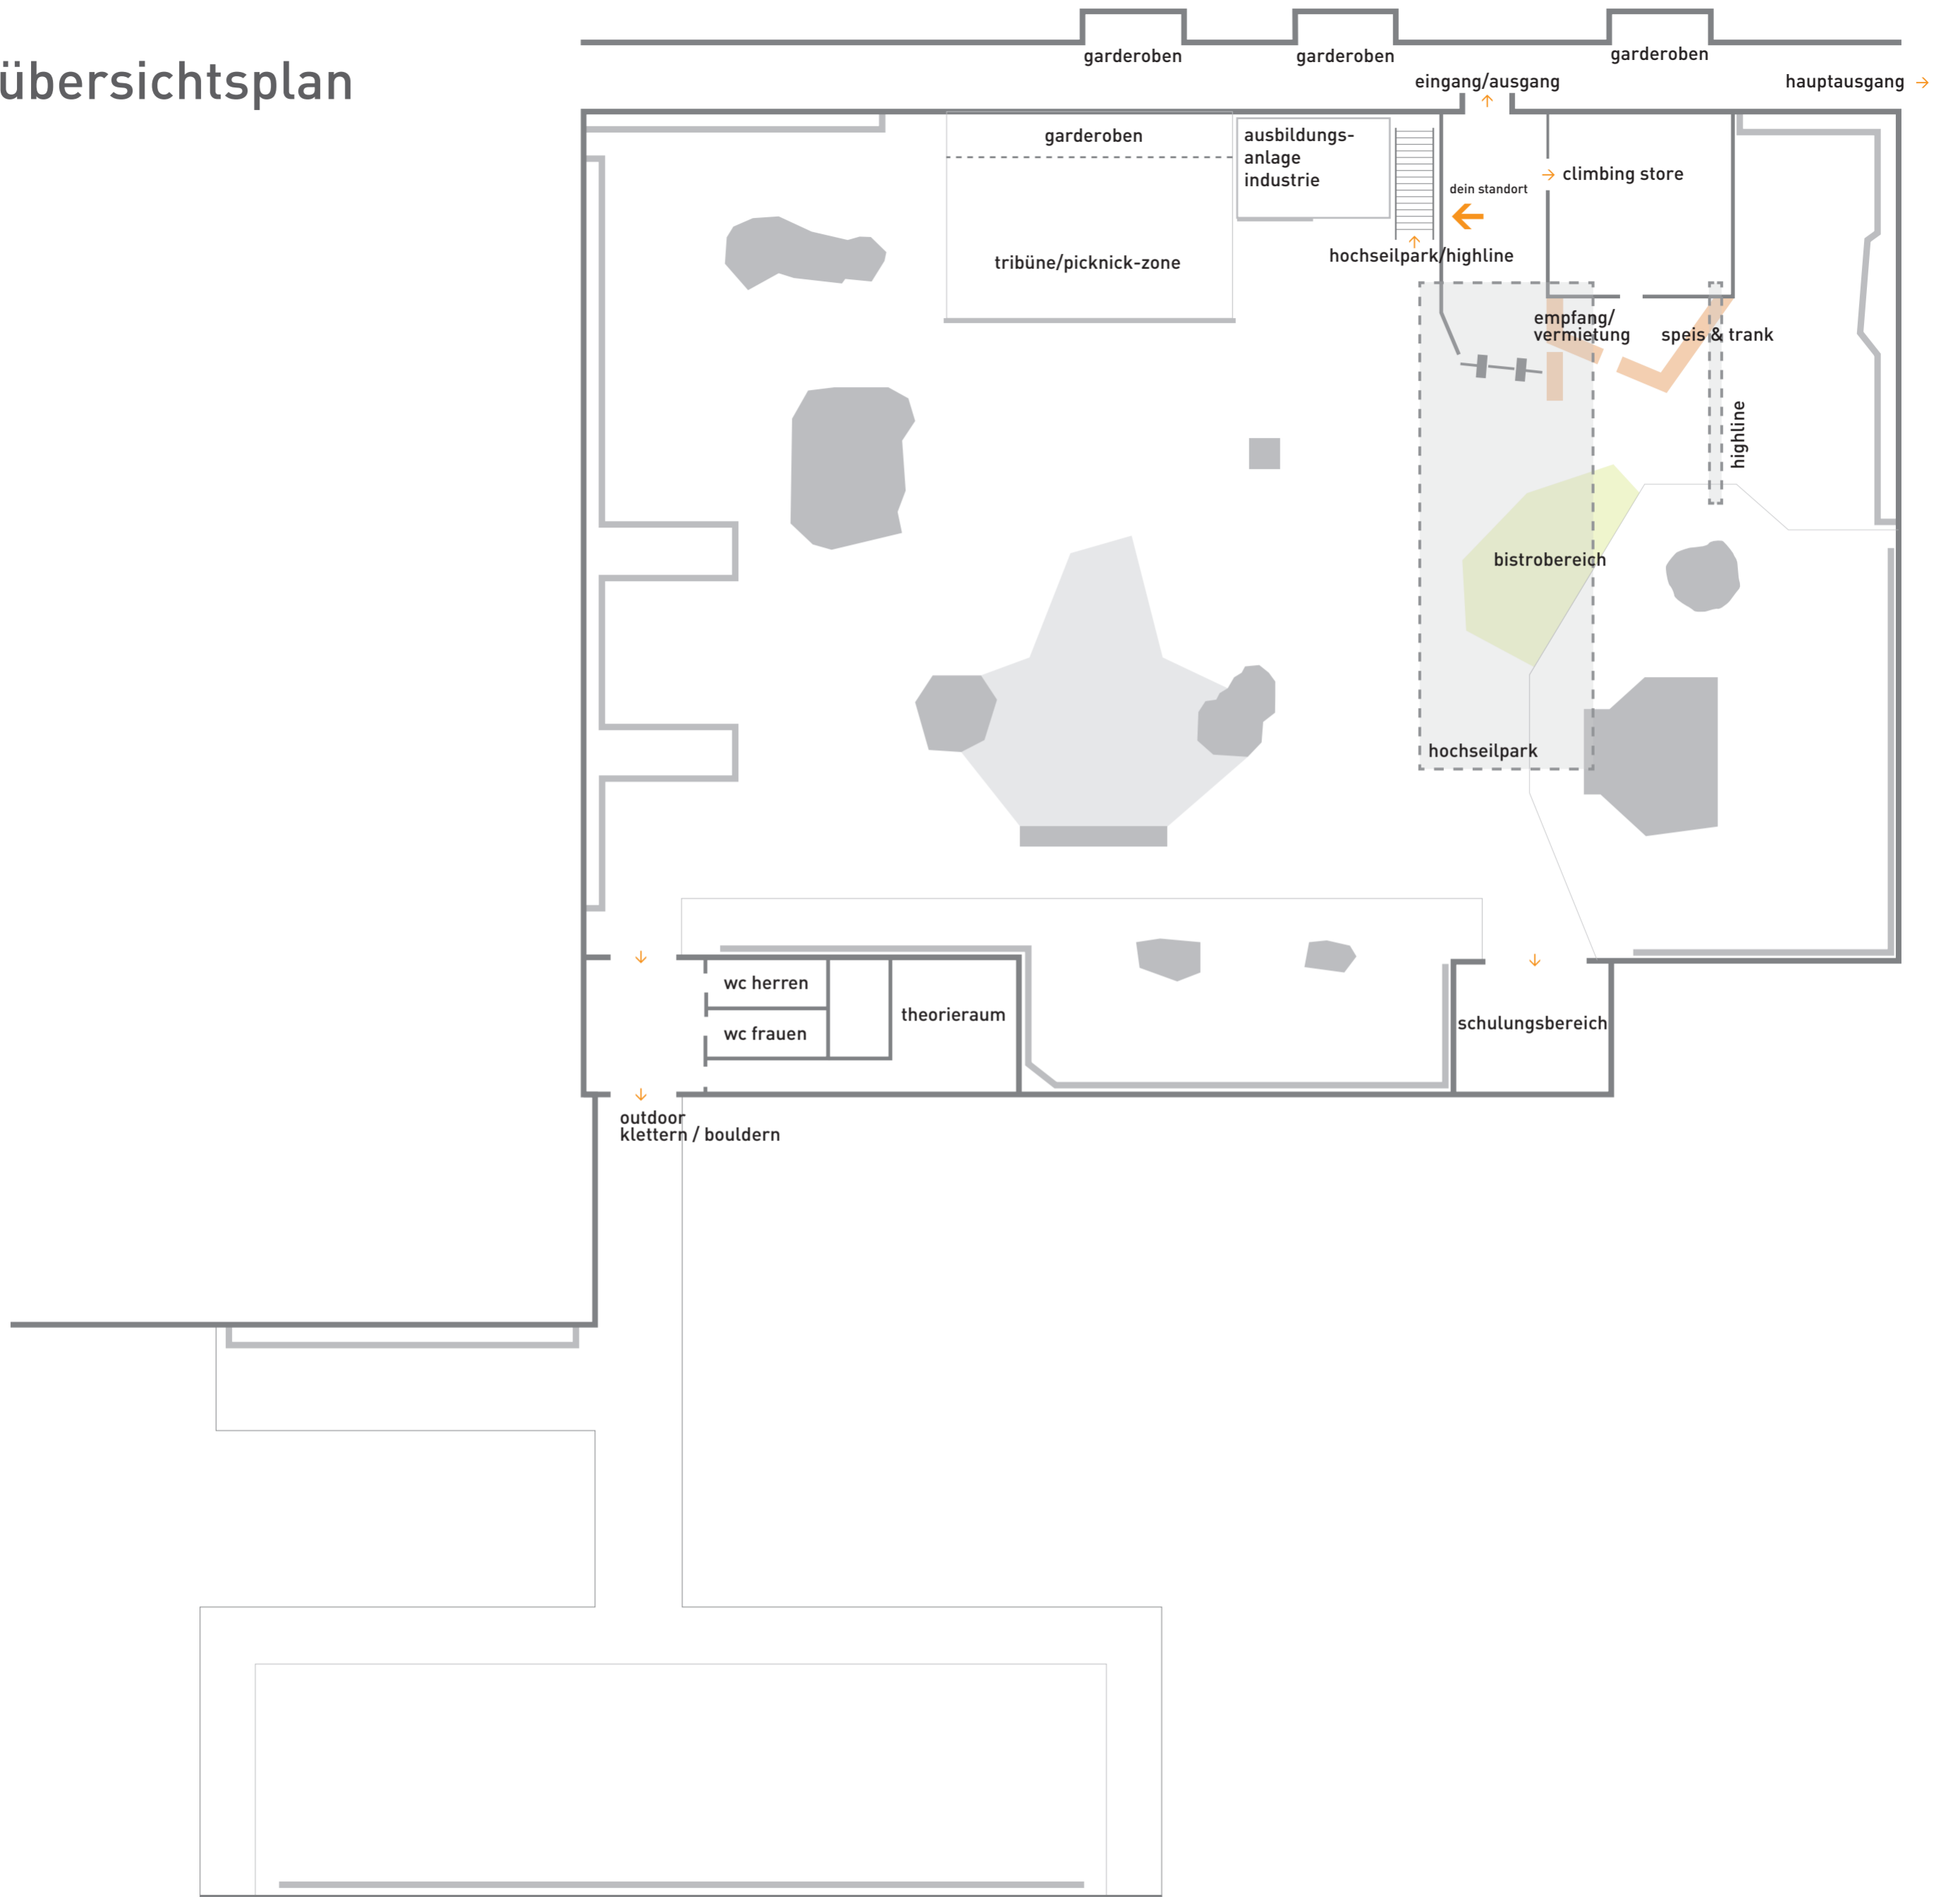 übersichtsplan
garderoben
garderoben
garderoben
eingang/ausgang
hauptausgang
garderoben
ausbildungs-
anlage
industrie
climbing store
dein standort
hochseilpark/highline
tribüne/picknick-zone
empfang/
vermietung
speis & trank
highline
bistrobereich
hochseilpark
wc herren
theorieraum
wc frauen
schulungsbereich
outdoor
klettern / bouldern